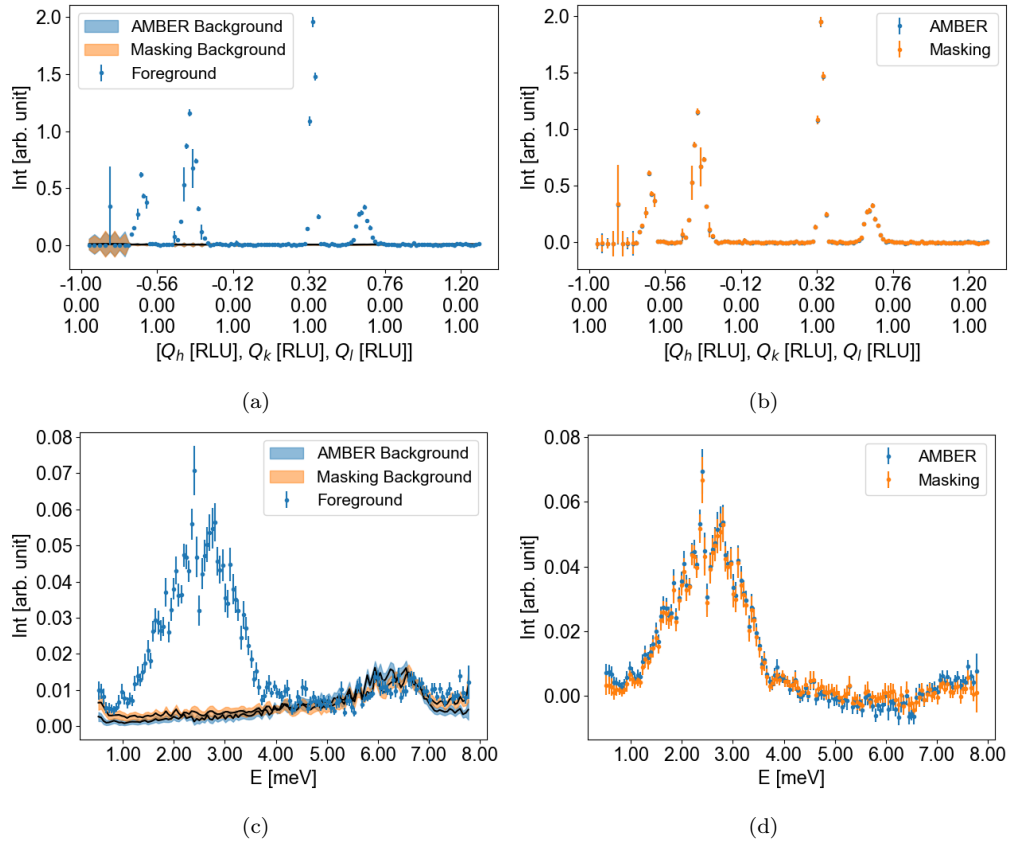 2.0
1.5
1.0
0.5
0.0
Int [arb. unit]
AMBER Background
Masking Background
Foreground
-1.00 -0.56 -0.12 0.32 0.76 1.20
0.00 0.00 0.00 0.00 0.00 0.00
1.00 1.00 1.00 1.00 1.00 1.00
[Q_h [RLU], Q_k [RLU], Q_l [RLU]]
(a)
2.0
1.5
1.0
0.5
0.0
Int [arb. unit]
AMBER
Masking
-1.00 -0.56 -0.12 0.32 0.76 1.20
0.00 0.00 0.00 0.00 0.00 0.00
1.00 1.00 1.00 1.00 1.00 1.00
[Q_h [RLU], Q_k [RLU], Q_l [RLU]]
(b)
0.08
0.07
0.06
0.05
0.04
0.03
0.02
0.01
0.00
Int [arb. unit]
AMBER Background
Masking Background
Foreground
1.00 2.00 3.00 4.00 5.00 6.00 7.00 8.00
E [meV]
(c)
0.08
0.06
0.04
0.02
0.00
Int [arb. unit]
AMBER
Masking
1.00 2.00 3.00 4.00 5.00 6.00 7.00 8.00
E [meV]
(d)